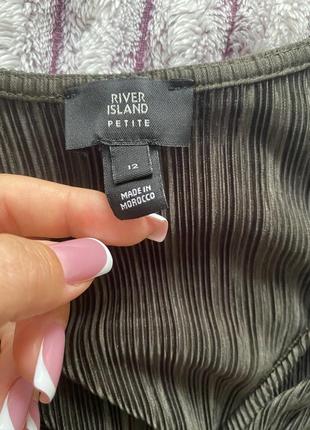 RIVER
ISLAND
PETITE
12
MADE IN
MOROCCO